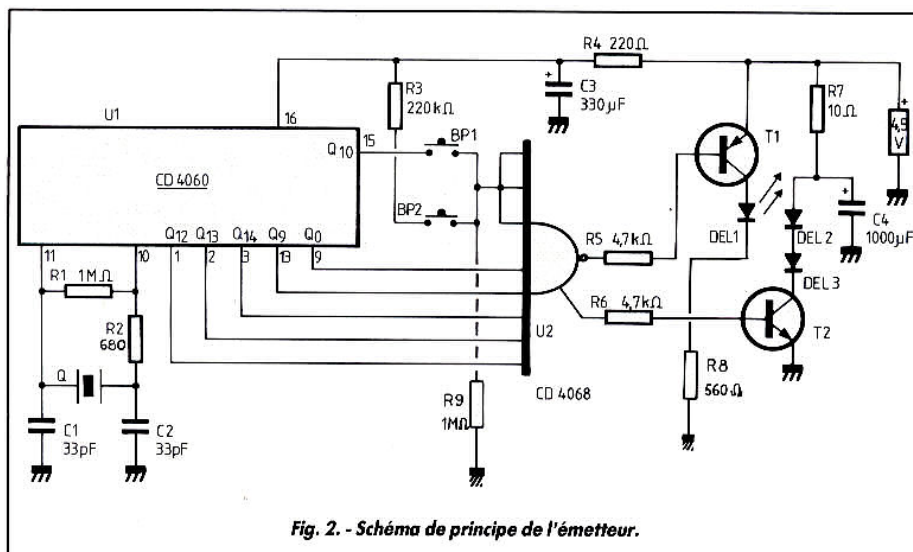 R4 220Ω
R3
220kΩ
C3
330µF
R7
10Ω
4,5
V
U1
16
15
Q10
BP1
T1
CD 4060
BP2
DEL1
C4
1000µF
DEL 2
DEL 3
Q12 Q13 Q14 Q9 Q0
11 10 1 2 3 13 9
R5 4,7kΩ
R1 1MΩ
R6 4,7kΩ
R2
680
U2
T2
Q
R9
1MΩ
CD 4068
R8
560Ω
C1
33pF
C2
33pF
Fig. 2. - Schéma de principe de l'émetteur.